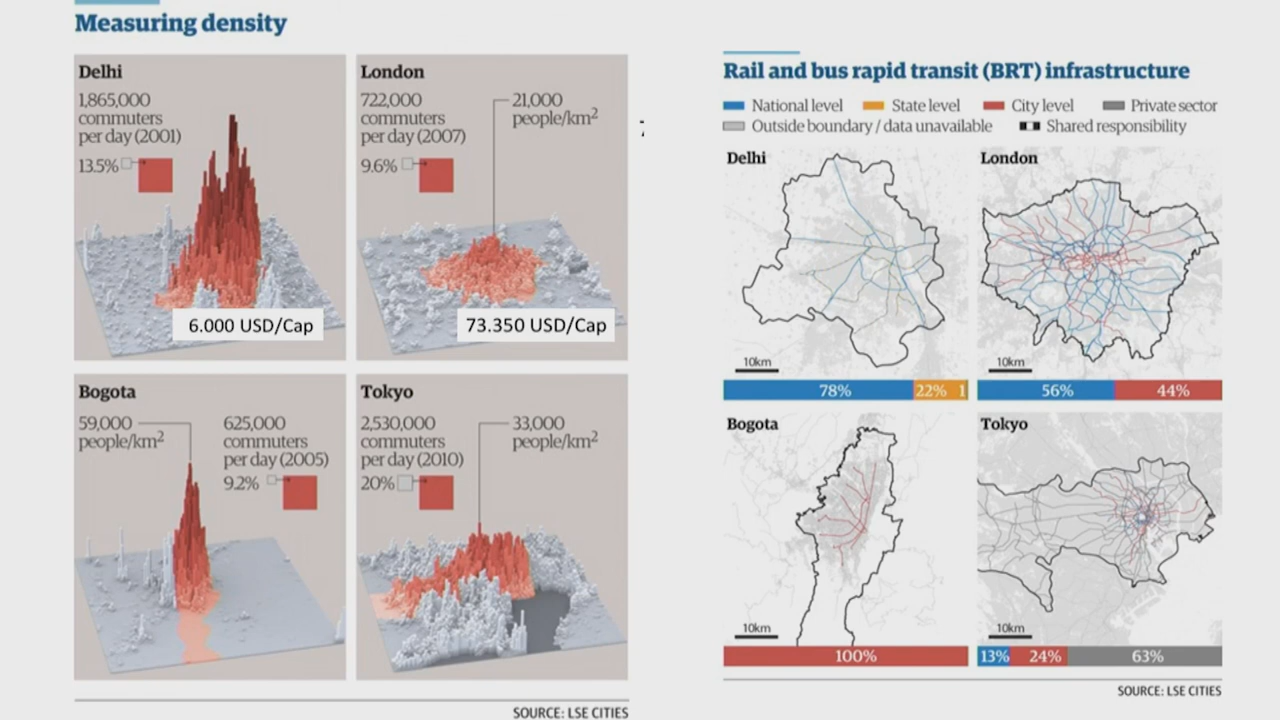 Measuring density
Delhi
1,865,000
commuters
per day (2001)
13.5%
6.000 USD/Cap
London
722,000
commuters
per day (2007)
9.6%
21,000
people/km²
73.350 USD/Cap
Bogota
59,000
people/km²
625,000
commuters
per day (2005)
9.2%
Tokyo
2,530,000
commuters
per day (2010)
20%
33,000
people/km²
SOURCE: LSE CITIES
Rail and bus rapid transit (BRT) infrastructure
National level State level City level Private sector
Outside boundary / data unavailable Shared responsibility
Delhi
10km
78% 22% 1
London
10km
56% 44%
Bogota
10km
100%
Tokyo
10km
13% 24% 63%
SOURCE: LSE CITIES